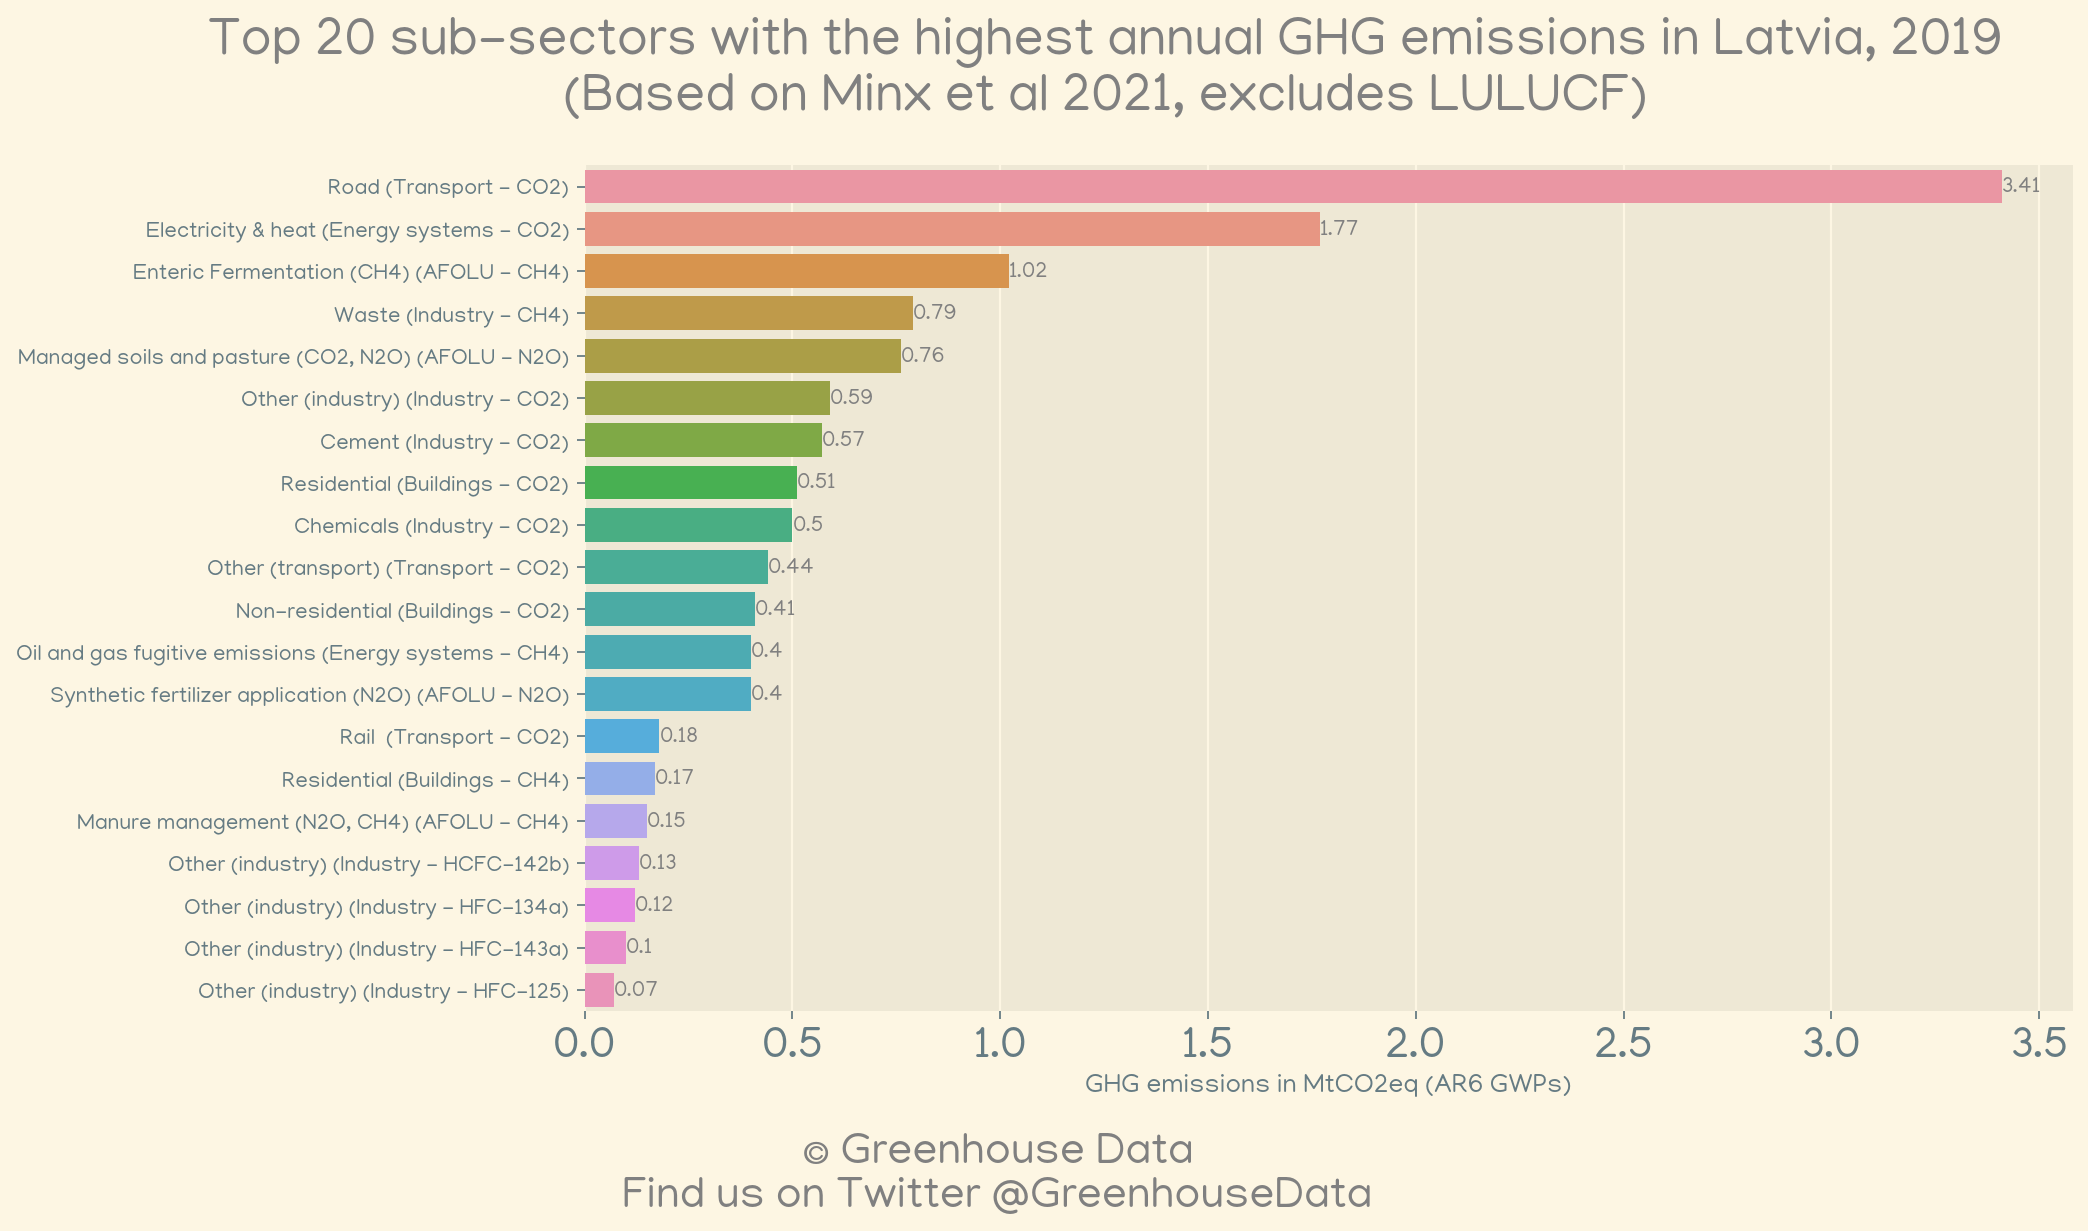 Top 20 sub-sectors with the highest annual GHG emissions in Latvia, 2019
(Based on Minx et al 2021, excludes LULUCF)
Road (Transport - CO2) 3.41
Electricity & heat (Energy systems - CO2) 1.77
Enteric Fermentation (CH4) (AFOLU - CH4) 1.02
Waste (Industry - CH4) 0.79
Managed soils and pasture (CO2, N2O) (AFOLU - N2O) 0.76
Other (industry) (Industry - CO2) 0.59
Cement (Industry - CO2) 0.57
Residential (Buildings - CO2) 0.51
Chemicals (Industry - CO2) 0.5
Other (transport) (Transport - CO2) 0.44
Non-residential (Buildings - CO2) 0.41
Oil and gas fugitive emissions (Energy systems - CH4) 0.4
Synthetic fertilizer application (N2O) (AFOLU - N2O) 0.4
Rail  (Transport - CO2) 0.18
Residential (Buildings - CH4) 0.17
Manure management (N2O, CH4) (AFOLU - CH4) 0.15
Other (industry) (Industry - HCFC-142b) 0.13
Other (industry) (Industry - HFC-134a) 0.12
Other (industry) (Industry - HFC-143a) 0.1
Other (industry) (Industry - HFC-125) 0.07
0.0 0.5 1.0 1.5 2.0 2.5 3.0 3.5
GHG emissions in MtCO2eq (AR6 GWPs)
© Greenhouse Data
Find us on Twitter @GreenhouseData